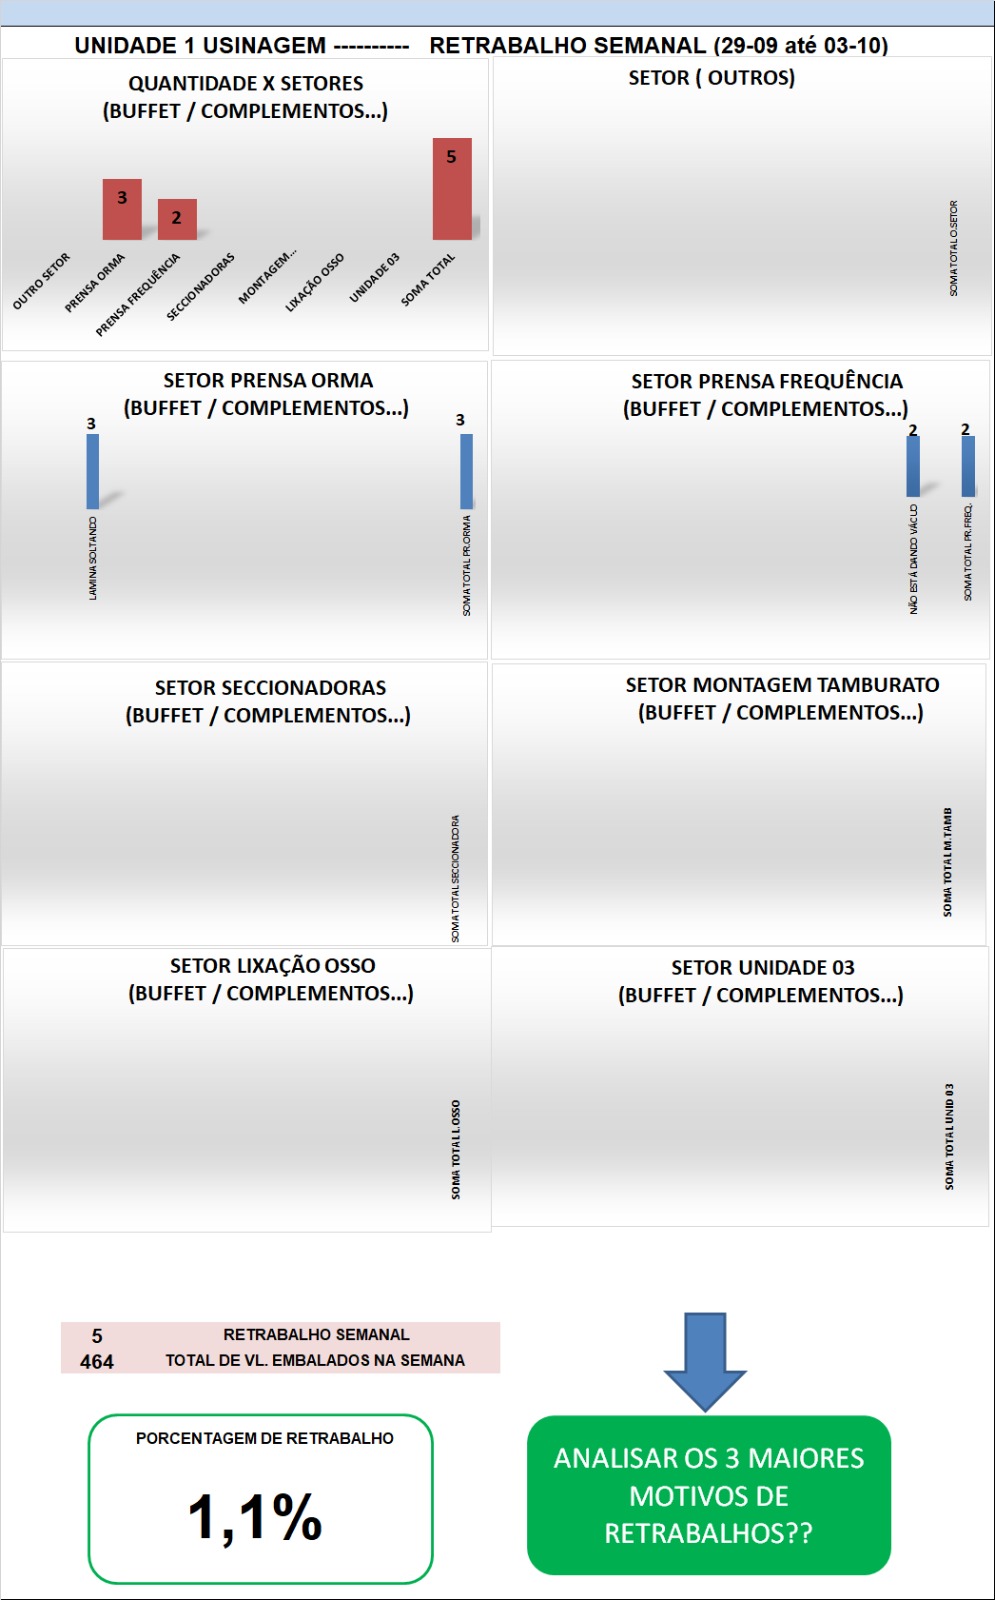 UNIDADE 1 USINAGEM ---------- RETRABALHO SEMANAL (29-09 até 03-10)
QUANTIDADE X SETORES
(BUFFET / COMPLEMENTOS...)
3
2
5
OUTRO SETOR
PRENSA ORMA
PRENSA FREQUÊNCIA
SECCIONADORAS
MONTAGEM...
LIXAÇÃO OSSO
UNIDADE 03
SOMA TOTAL
SETOR ( OUTROS)
SOMA TOTAL O.SETOR
SETOR PRENSA ORMA
(BUFFET / COMPLEMENTOS...)
3
3
LAMINA SOLTANDO
SOMA TOTAL PR.ORMA
SETOR PRENSA FREQUÊNCIA
(BUFFET / COMPLEMENTOS...)
2
2
NÃO ESTÁ DANDO VÁCUO
SOMA TOTAL PR.FREQ.
SETOR SECCIONADORAS
(BUFFET / COMPLEMENTOS...)
SOMA TOTAL SECCIONADORA
SETOR MONTAGEM TAMBURATO
(BUFFET / COMPLEMENTOS...)
SOMA TOTAL M.TAMB
SETOR LIXAÇÃO OSSO
(BUFFET / COMPLEMENTOS...)
SOMA TOTAL L.OSSO
SETOR UNIDADE 03
(BUFFET / COMPLEMENTOS...)
SOMA TOTAL UNID 03
5 RETRABALHO SEMANAL
464 TOTAL DE VL. EMBALADOS NA SEMANA
PORCENTAGEM DE RETRABALHO
1,1%
ANALISAR OS 3 MAIORES
MOTIVOS DE
RETRABALHOS??